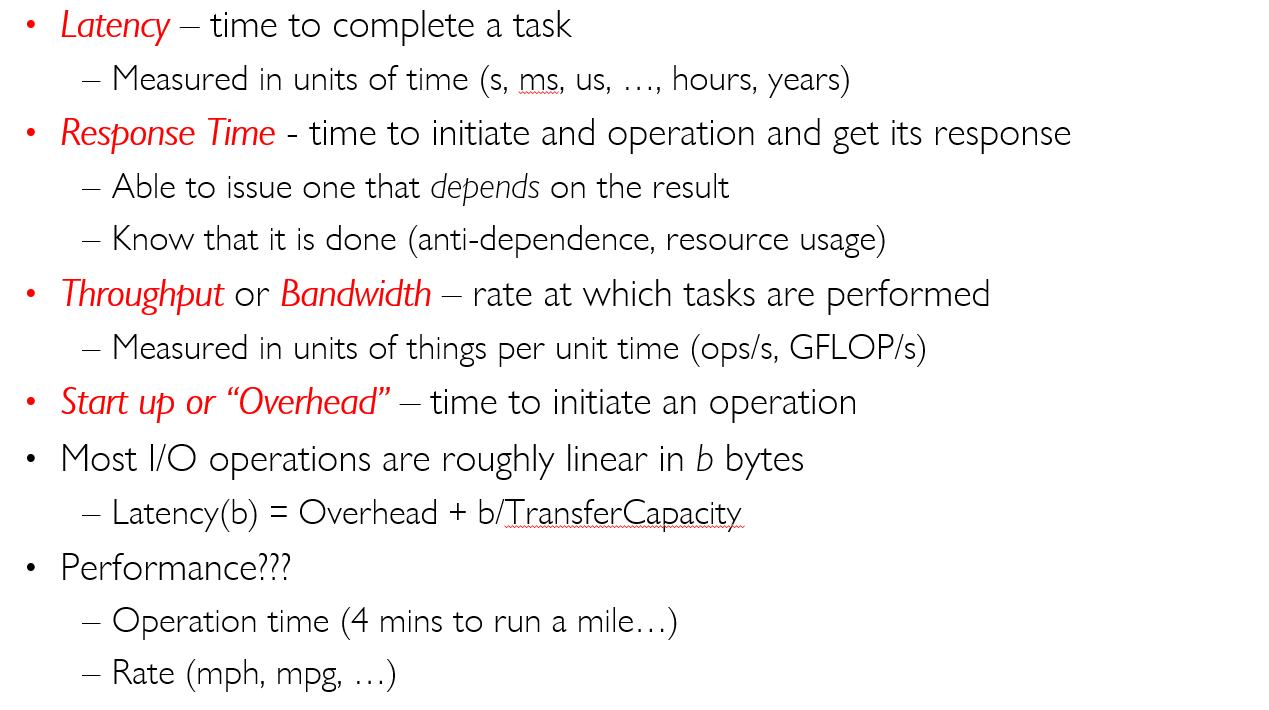 • Latency – time to complete a task
– Measured in units of time (s, ms, us, …, hours, years)
• Response Time - time to initiate and operation and get its response
– Able to issue one that depends on the result
– Know that it is done (anti-dependence, resource usage)
• Throughput or Bandwidth – rate at which tasks are performed
– Measured in units of things per unit time (ops/s, GFLOP/s)
• Start up or “Overhead” – time to initiate an operation
• Most I/O operations are roughly linear in b bytes
– Latency(b) = Overhead + b/TransferCapacity
• Performance???
– Operation time (4 mins to run a mile…)
– Rate (mph, mpg, …)